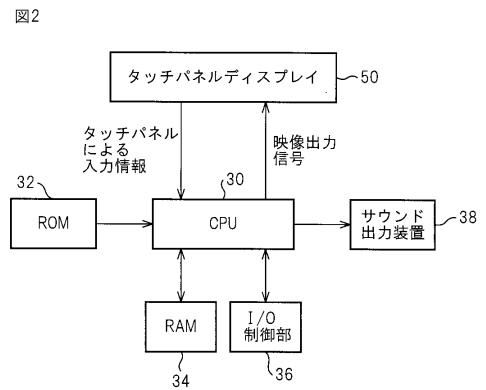 図2
タッチパネルディスプレイ
50
タッチパネル
による
入力情報
映像出力
信号
32
ROM
30
CPU
サウンド
出力装置
38
RAM
34
I/O
制御部
36